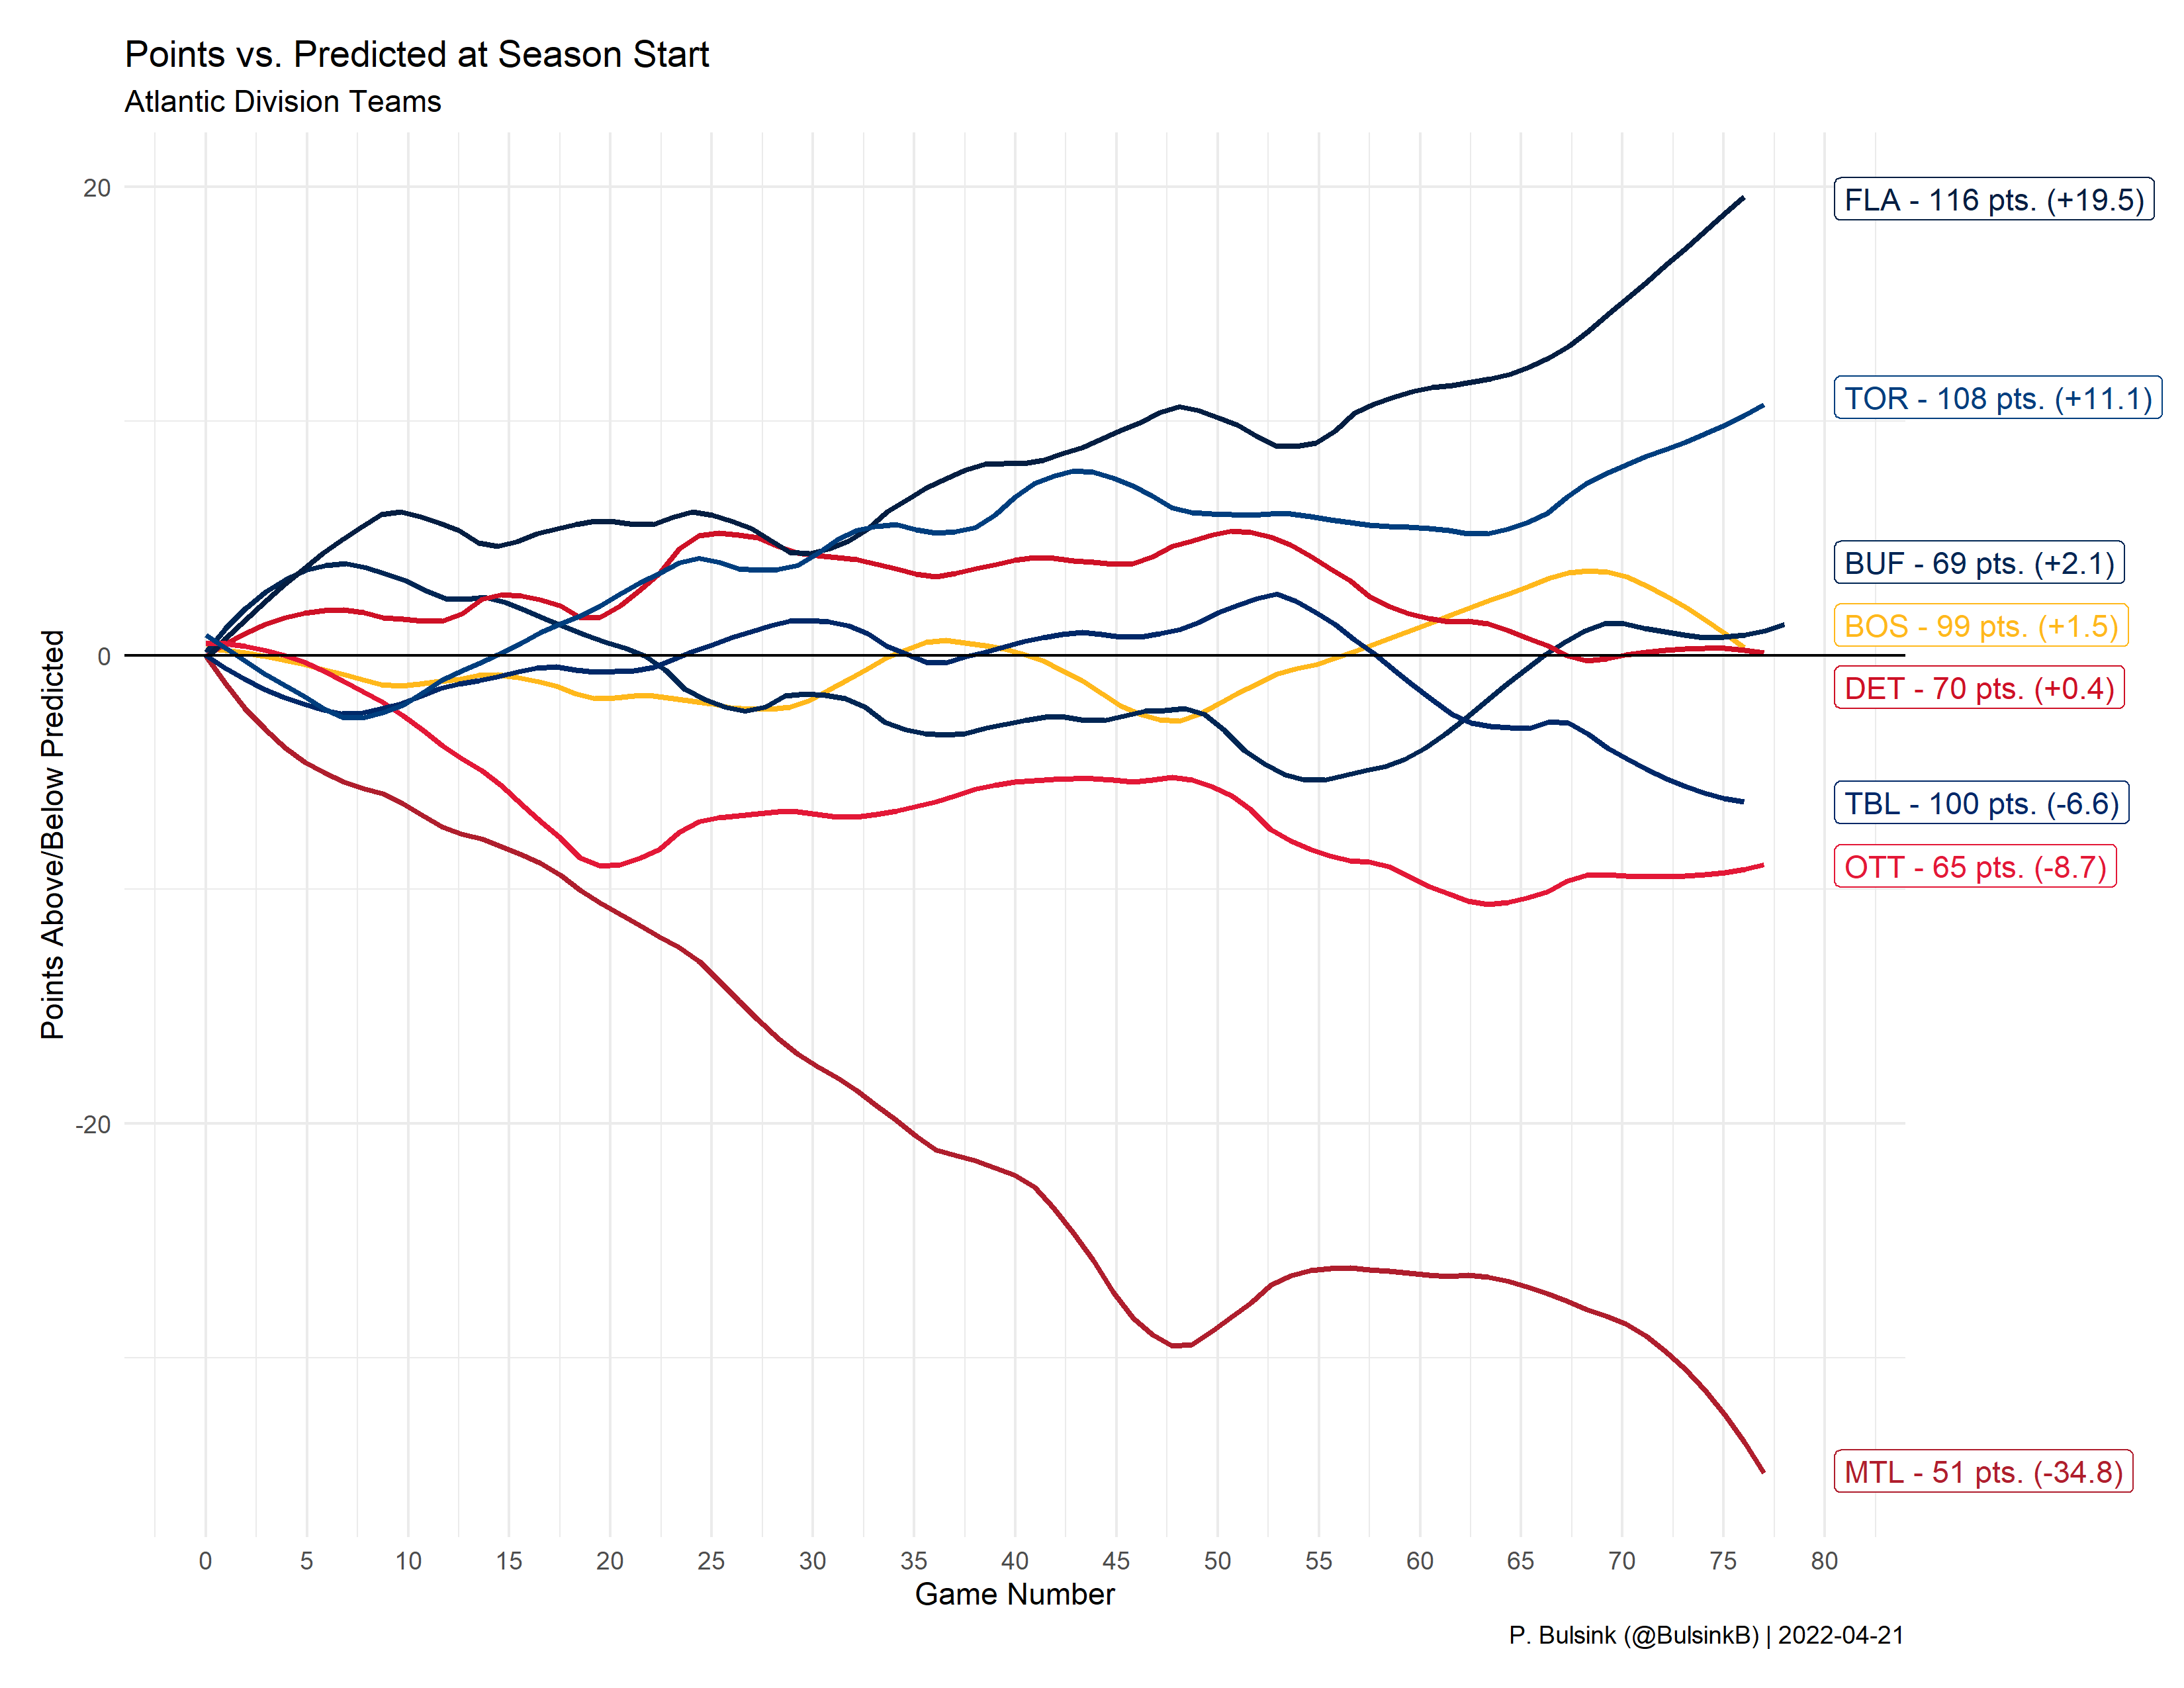 Points vs. Predicted at Season Start
Atlantic Division Teams
Points Above/Below Predicted
20
0
-20
FLA - 116 pts. (+19.5)
TOR - 108 pts. (+11.1)
BUF - 69 pts. (+2.1)
BOS - 99 pts. (+1.5)
DET - 70 pts. (+0.4)
TBL - 100 pts. (-6.6)
OTT - 65 pts. (-8.7)
MTL - 51 pts. (-34.8)
0 5 10 15 20 25 30 35 40 45 50 55 60 65 70 75 80
Game Number
P. Bulsink (@BulsinkB) | 2022-04-21